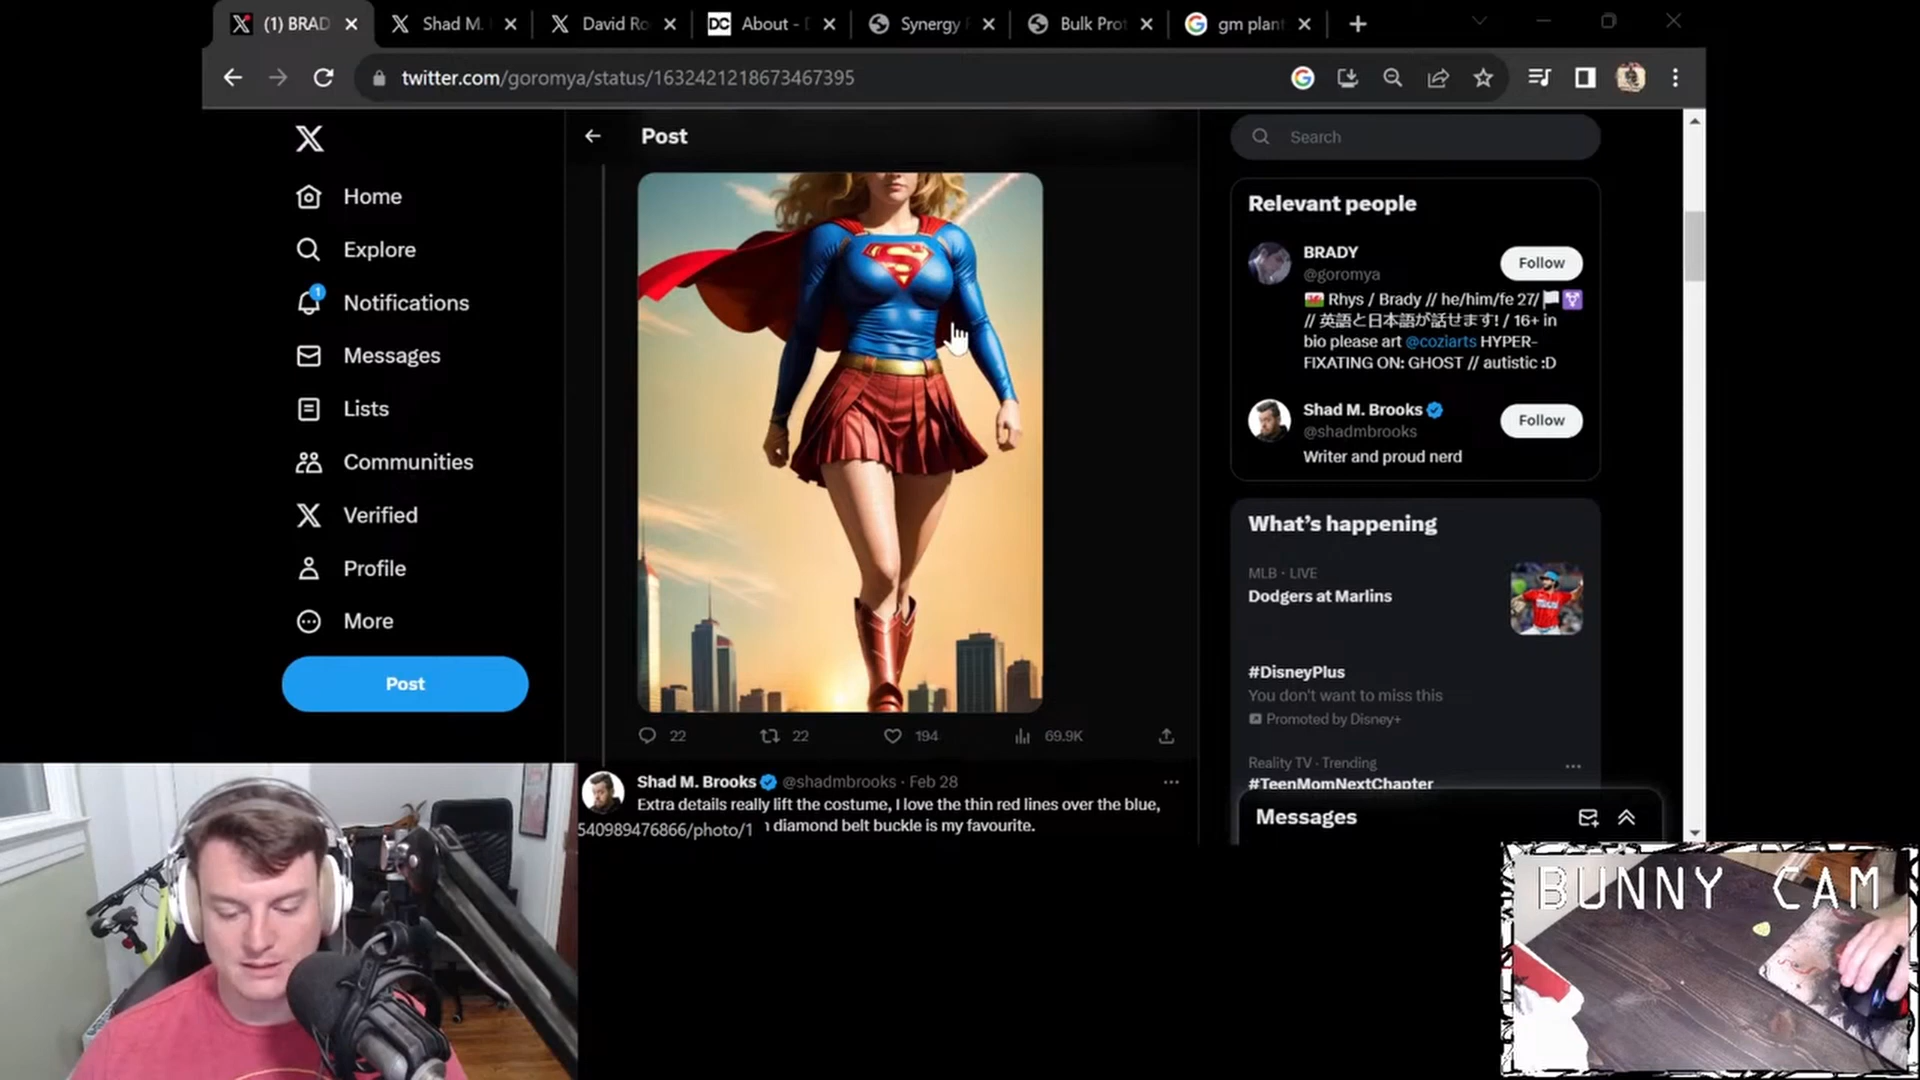 (1) BRAD
Shad M.
David Ro
DC About -
Synergy
Bulk Prot
gm plan
twitter.com/goromya/status/1632421218673467395
Post
Search
Home
Explore
1
Notifications
Messages
Lists
Communities
Verified
Profile
More
Post
22
22
194
69.9K
Shad M. Brooks @shadmbrooks · Feb 28
Extra details really lift the costume, I love the thin red lines over the blue,
540989476866/photo/1
diamond belt buckle is my favourite.
Relevant people
BRADY
Follow
@goromya
Rhys / Brady // he/him/fe 27/
// 英語と日本語が話せます! / 16+ in
bio please art @coziarts HYPER-
FIXATING ON: GHOST // autistic :D
Shad M. Brooks
Follow
@shadmbrooks
Writer and proud nerd
What's happening
MLB · LIVE
Dodgers at Marlins
#DisneyPlus
You don't want to miss this
Promoted by Disney+
Reality TV · Trending
#TeenMomNextChapter
Messages
BUNNY CAM